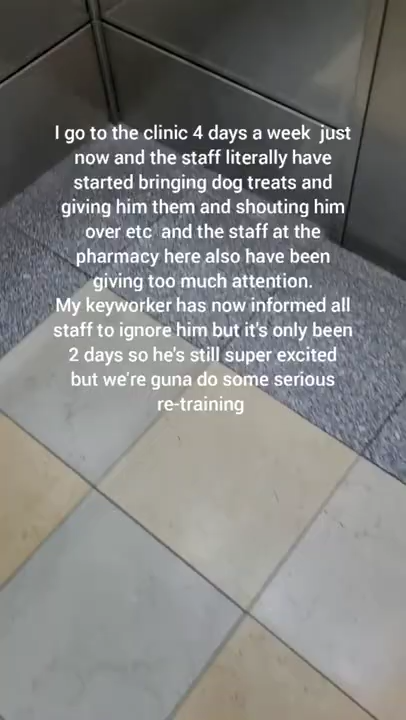 I go to the clinic 4 days a week  just
now and the staff literally have
started bringing dog treats and
giving him them and shouting him
over etc  and the staff at the
pharmacy here also have been
giving too much attention.
My keyworker has now informed all
staff to ignore him but it's only been
2 days so he's still super excited
but we're guna do some serious
re-training